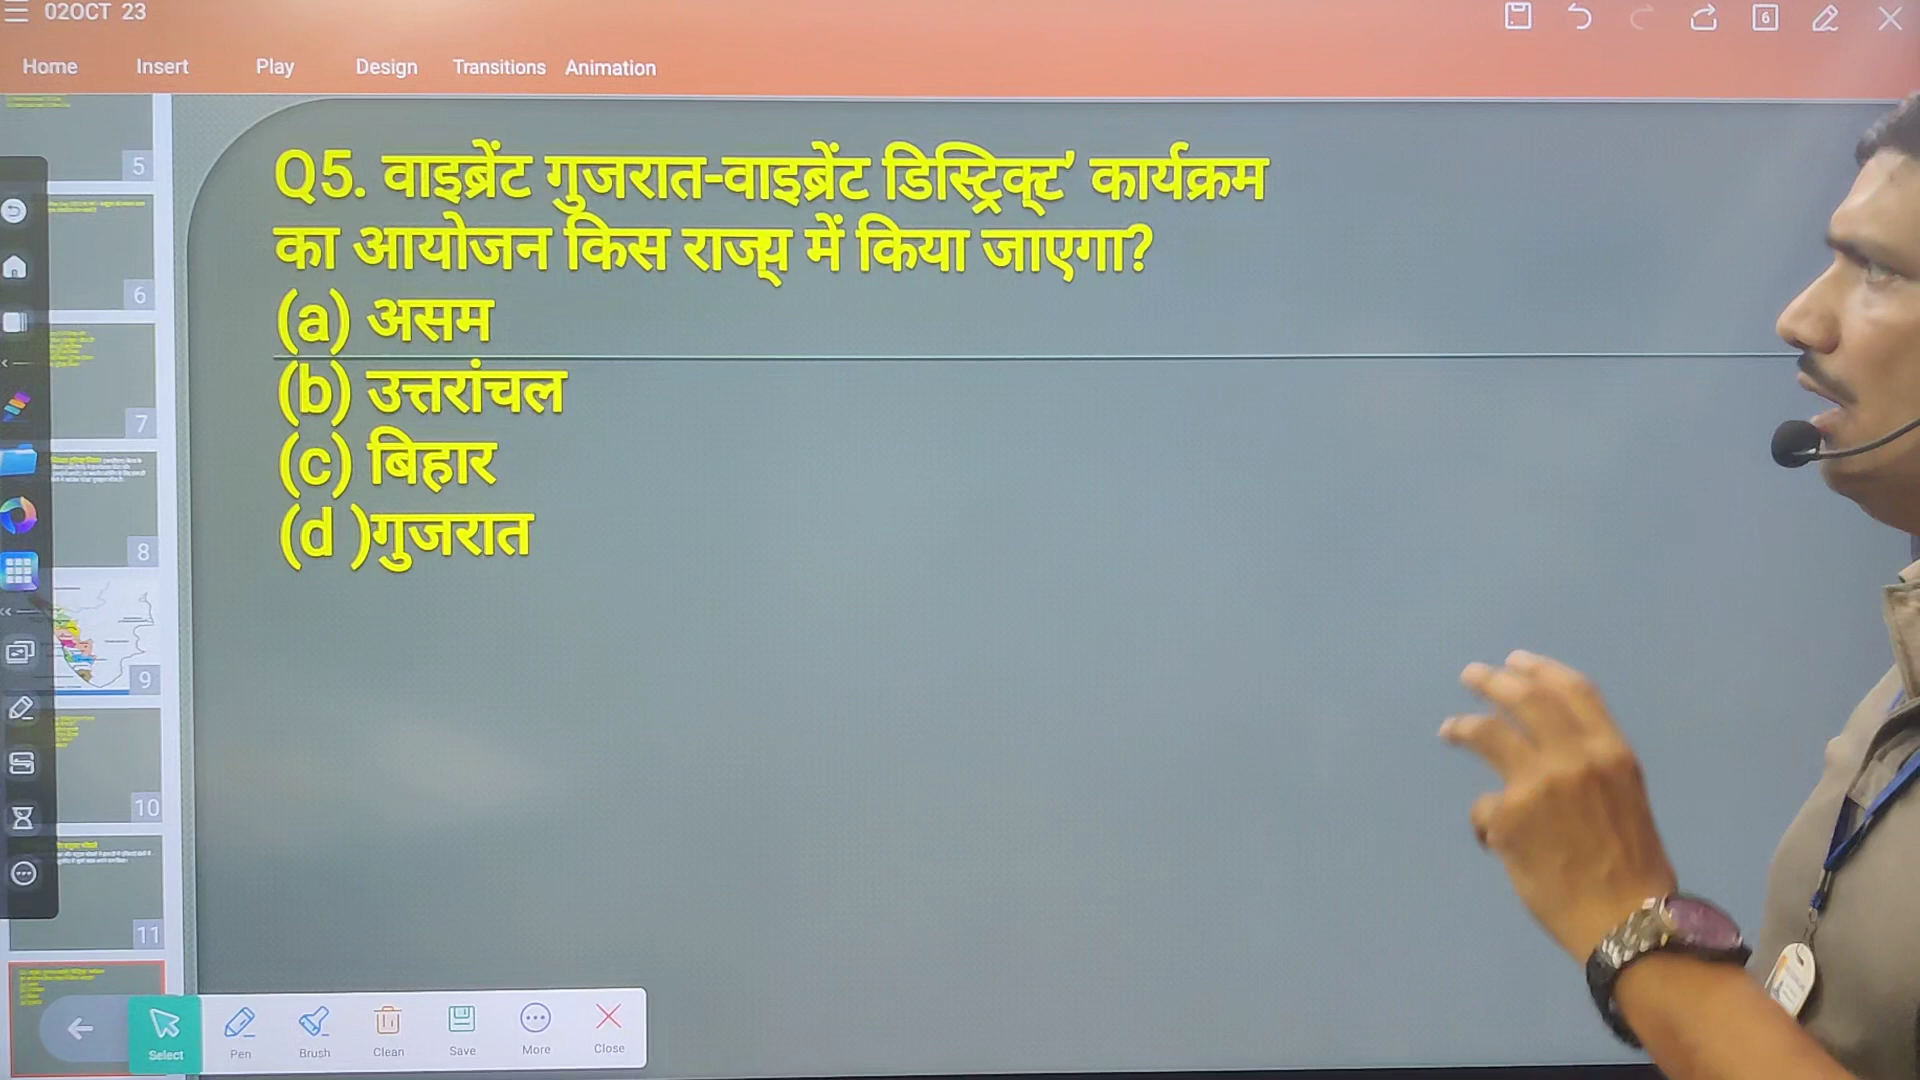 02OCT 23
6
Home Insert Play Design Transitions Animation
Q5. वाइब्रेंट गुजरात-वाइब्रेंट डिस्ट्रिक्ट' कार्यक्रम
का आयोजन किस राज्य में किया जाएगा?
(a) असम
(b) उत्तरांचल
(c) बिहार
(d )गुजरात
5
6
7
8
9
10
11
Select Pen Brush Clean Save More Close